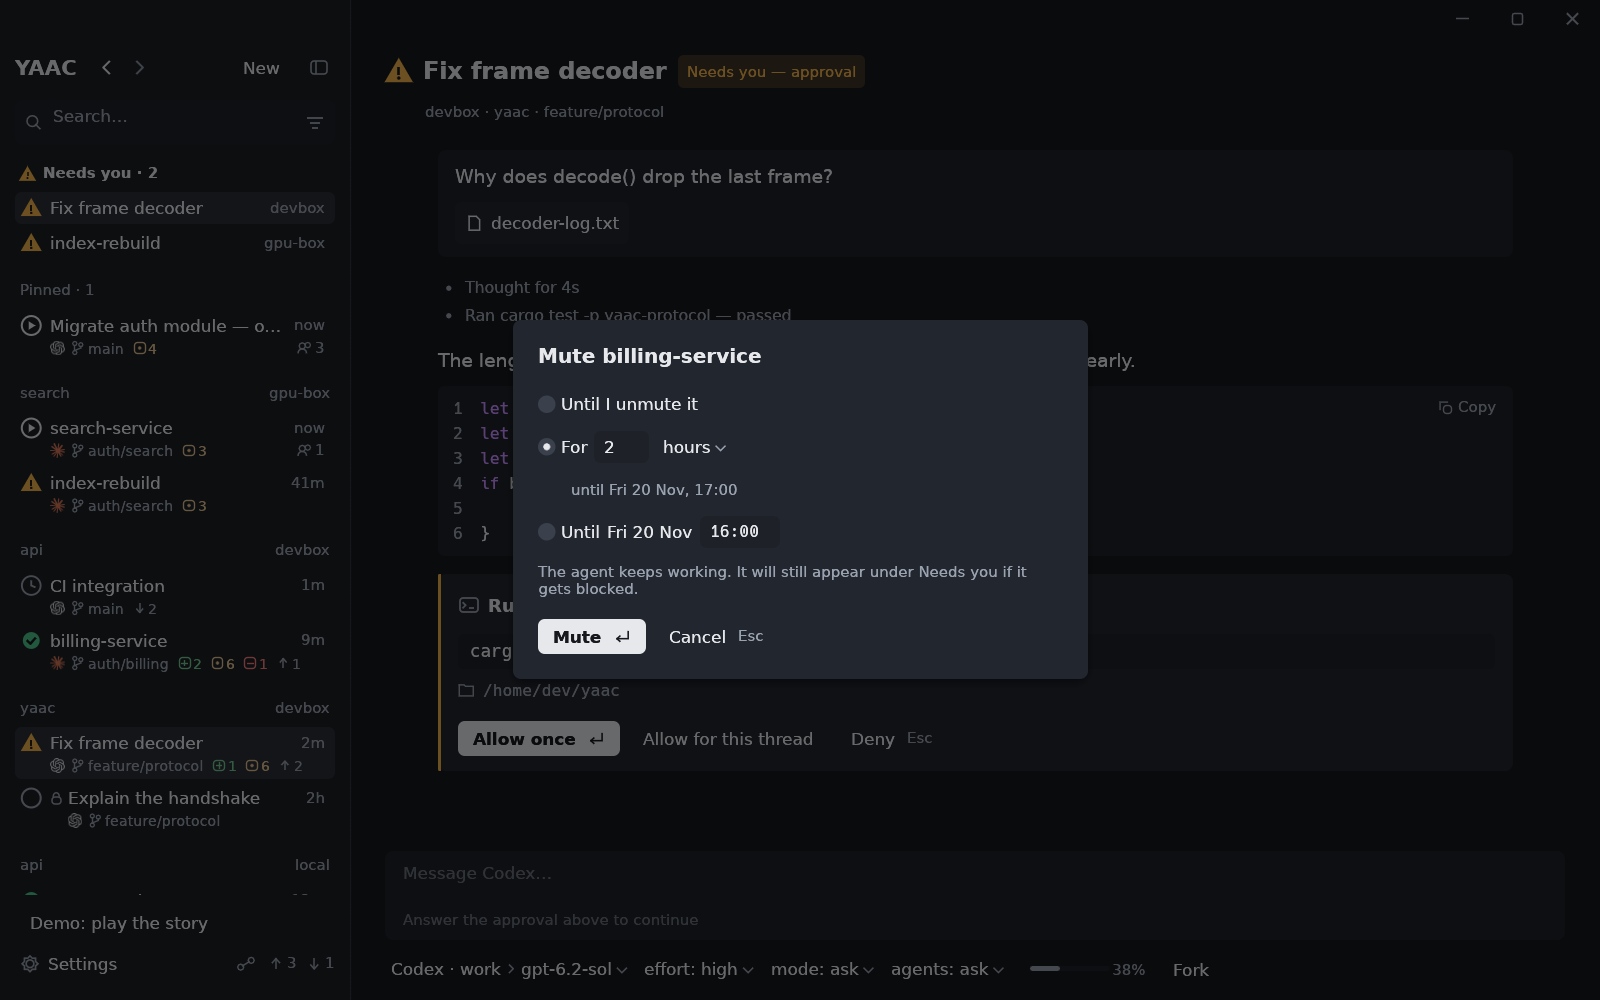 YAAC
New
Search...
Needs you · 2
Fix frame decoder devbox
index-rebuild gpu-box
Pinned · 1
Migrate auth module — o... now
main 4 3
search gpu-box
search-service now
auth/search 3 1
index-rebuild 41m
auth/search 3
api devbox
CI integration 1m
main 2
billing-service 9m
auth/billing 2 6 1 1
yaac devbox
Fix frame decoder 2m
feature/protocol 1 6 2
Explain the handshake 2h
feature/protocol
api local
Demo: play the story
Settings 3 1
Fix frame decoder Needs you — approval
devbox · yaac · feature/protocol
Why does decode() drop the last frame?
decoder-log.txt
• Thought for 4s
• Ran cargo test -p yaac-protocol — passed
The leng early.
1 let
2 let
3 let
4 if
5
6 }
Copy
Ru
carg
/home/dev/yaac
Allow once Allow for this thread Deny Esc
Mute billing-service
Until I unmute it
For 2 hours
until Fri 20 Nov, 17:00
Until Fri 20 Nov 16:00
The agent keeps working. It will still appear under Needs you if it
gets blocked.
Mute Cancel Esc
Message Codex...
Answer the approval above to continue
Codex · work gpt-6.2-sol effort: high mode: ask agents: ask 38% Fork